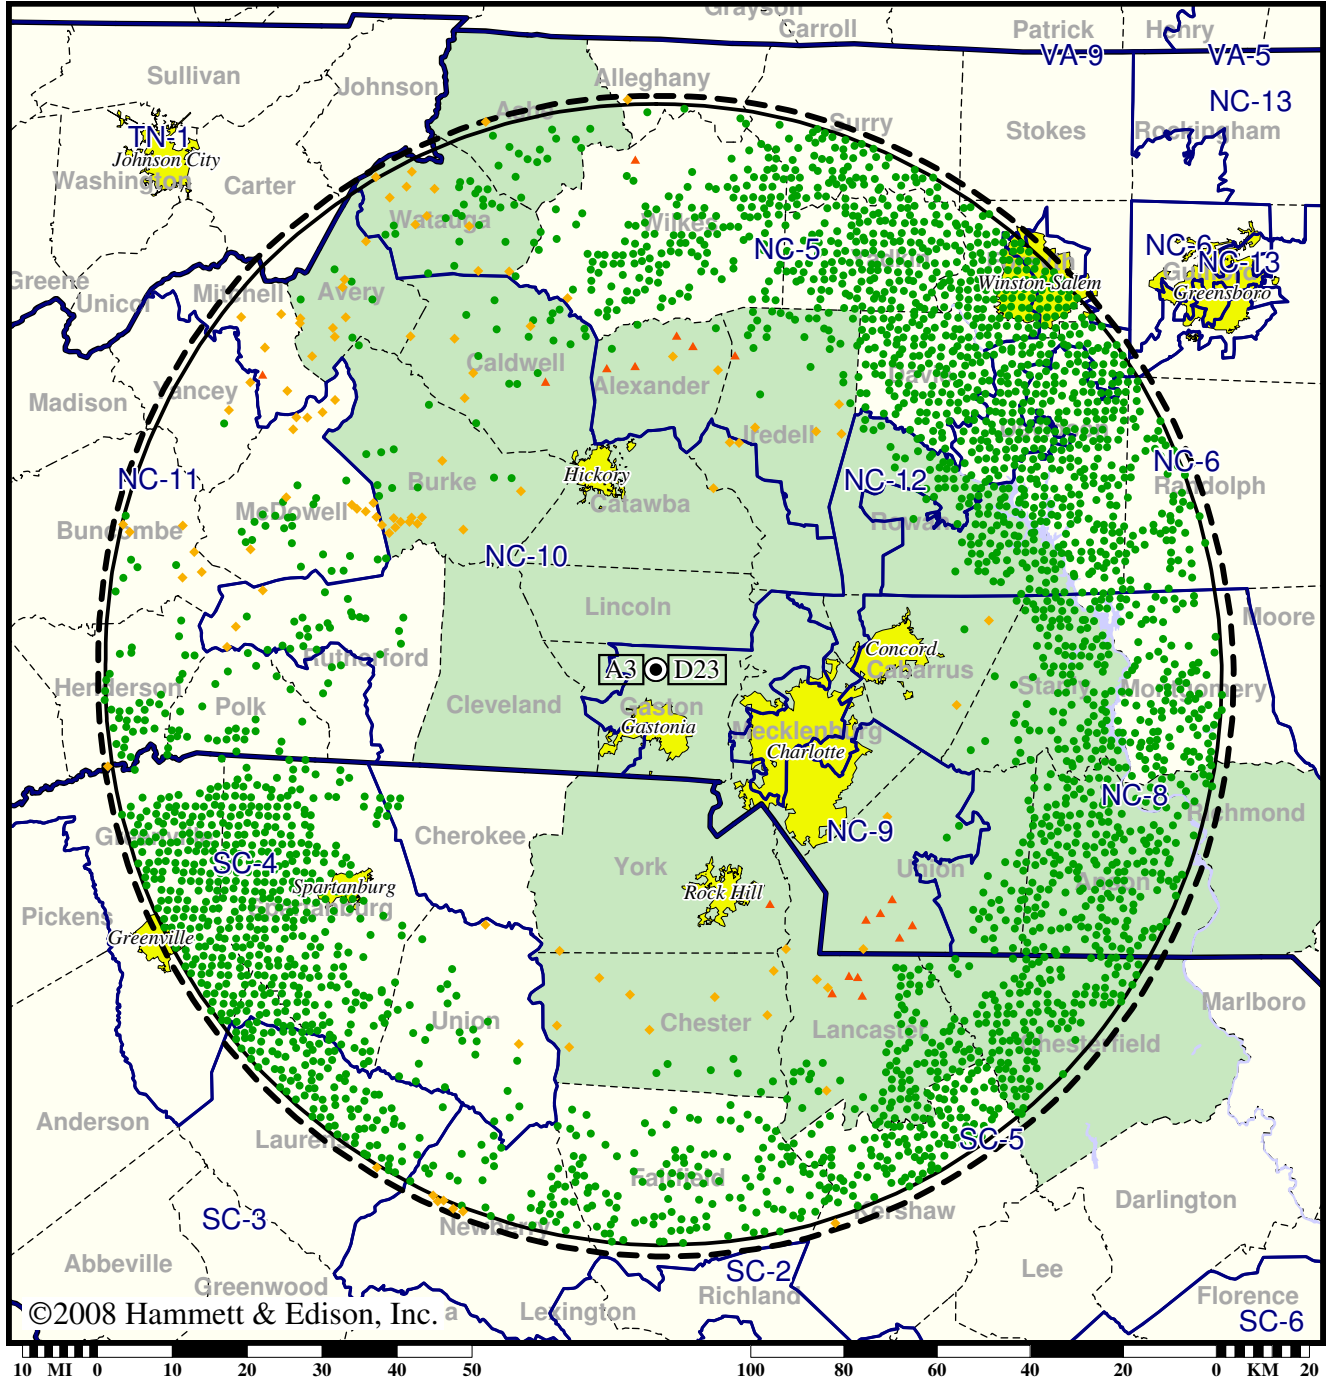 Grayson
Carroll
Patrick
Henry
VA-9
VA-5
Sullivan
Johnson
Alleghany
Ashe
Surry
Stokes
NC-13
Rockingham
TN-1
Johnson City
Washington
Carter
Watauga
Wilkes
NC-5
NC-6
NC-13
Greensboro
Winston-Salem
Greene
Unicoi
Mitchell
Avery
Caldwell
Alexander
Yancey
Madison
Iredell
Hickory
Burke
Catawba
NC-11
NC-12
NC-6
Randolph
McDowell
Buncombe
Rowan
NC-10
Lincoln
Moore
Concord
Cabarrus
Rutherford
A3
D23
Henderson
Polk
Cleveland
Gaston
Gastonia
Mecklenburg
Charlotte
Stanly
Montgomery
NC-8
Richmond
NC-9
Cherokee
York
Union
Anson
SC-4
Spartanburg
Spartanburg
Rock Hill
Pickens
Greenville
Union
Chester
Lancaster
Chesterfield
Marlboro
Anderson
Laurens
SC-5
Fairfield
Kershaw
Darlington
SC-3
Newberry
Abbeville
Greenwood
SC-2
Richland
Lexington
Lee
Florence
SC-6
©2008 Hammett & Edison, Inc.
a
10 MI 0 10 20 30 40 50
100 80 60 40 20 0 KM 20